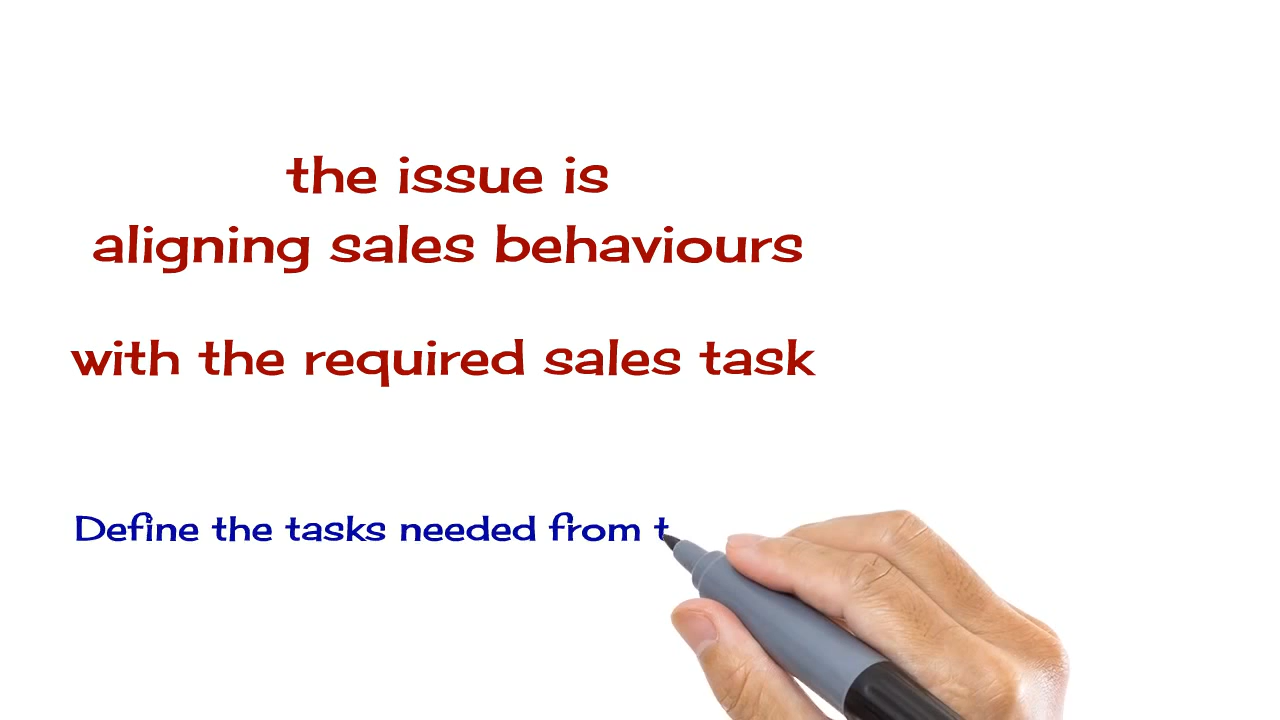 the issue is
aligning sales behaviours
with the required sales task
Define the tasks needed from t